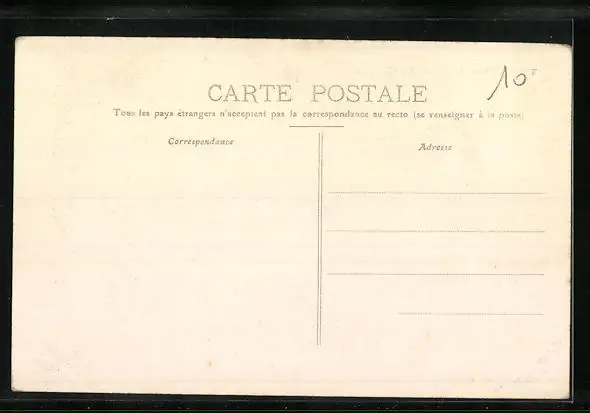 CARTE POSTALE
10
Tous les pays étrangers n'acceptent pas la correspondance au recto (se renseigner à la poste)
Correspondance
Adresse